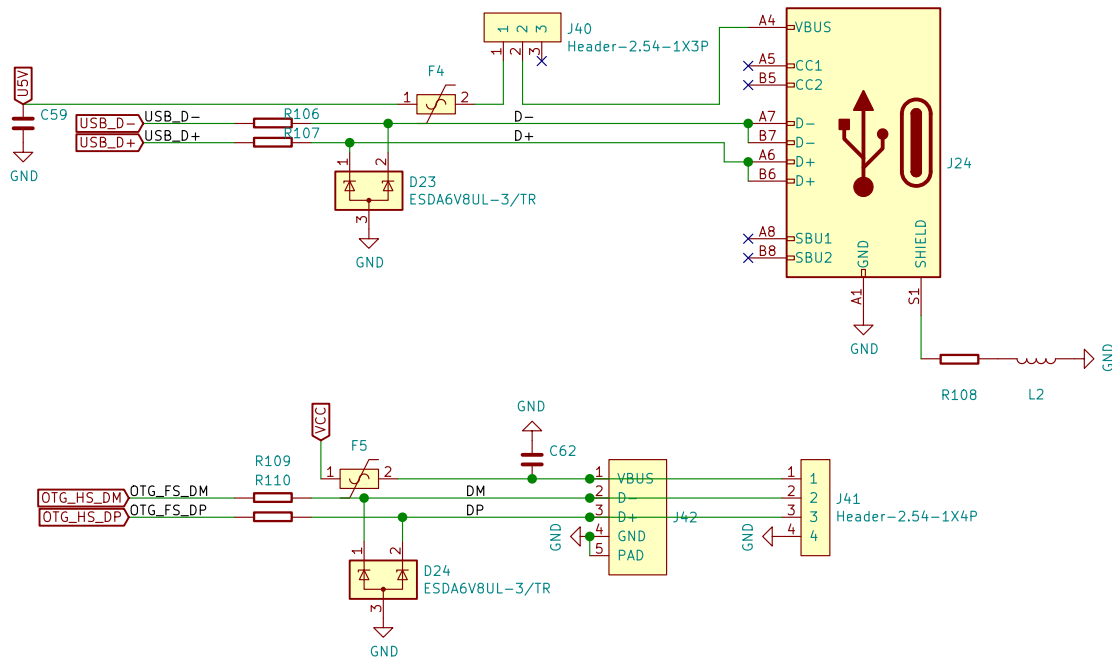 J40
Header-2.54-1X3P
1 2 3
1 2 3
A4 VBUS
A5 CC1
B5 CC2
A7 D-
B7 D-
A6 D+
B6 D+
J24
A8 SBU1
B8 SBU2
GND
SHIELD
A1
S1
GND
R108
L2
GND
U5V
F4
1 2
C59
GND
USB_D- USB_D- R106 D-
USB_D+ USB_D+ R107 D+
1 2
D23
ESDA6V8UL-3/TR
3
GND
VCC
F5
1 2
GND
C62
R109
R110
OTG_HS_DM OTG_FS_DM DM
OTG_HS_DP OTG_FS_DP DP
1 VBUS
2 D-
3 D+
4 GND
5 PAD
J42
GND
1 1
2 2
3 3
4 4
J41
Header-2.54-1X4P
GND
1 2
D24
ESDA6V8UL-3/TR
3
GND